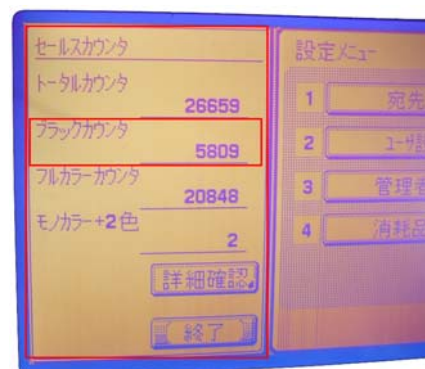 セールスカウンタ
トータルカウンタ
26659
ブラックカウンタ
5809
フルカラーカウンタ
20848
モノカラー+2色
2
詳細確認
終了
設定メニュー
1 宛先
2 ユーザ
3 管理者
4 消耗品